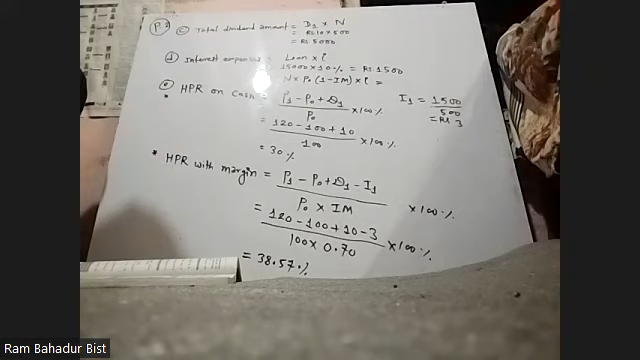 P.2
c) Total dividend amount = D1 x N
= Rs 10 x 500
= Rs 5000
d) Interest expenses = Loan x i
15000 x 10% = Rs 1500
N x P0 (1 - IM) x i =
e) * HPR on cash = P1 - P0 + D1 / P0 x 100%
I1 = 1500 / 500
= Rs 3
= 120 - 100 + 10 / 100 x 100%
= 30%
* HPR with margin = P1 - P0 + D1 - I1 / P0 x IM x 100%
= 120 - 100 + 10 - 3 / 100 x 0.70 x 100%
= 38.57%
Ram Bahadur Bist